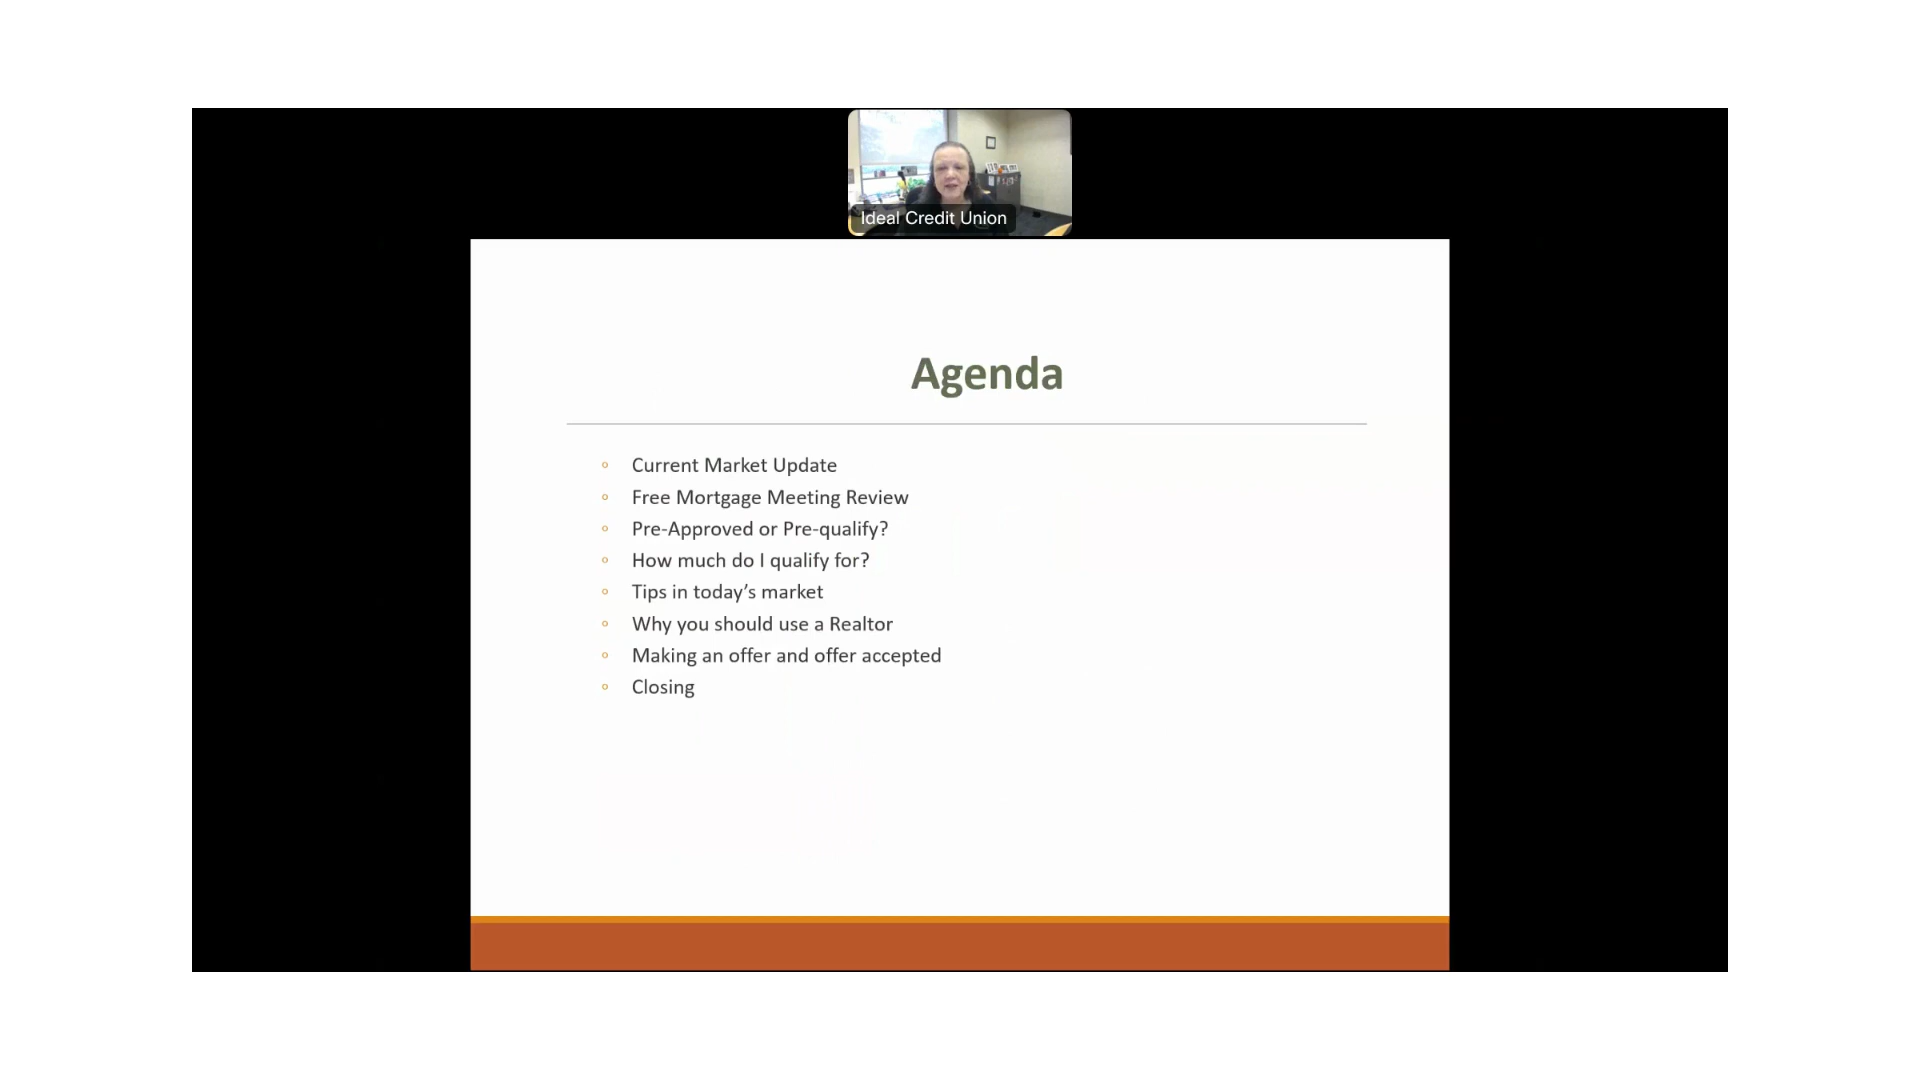 Ideal Credit Union
Agenda
Current Market Update
Free Mortgage Meeting Review
Pre-Approved or Pre-qualify?
How much do I qualify for?
Tips in today’s market
Why you should use a Realtor
Making an offer and offer accepted
Closing